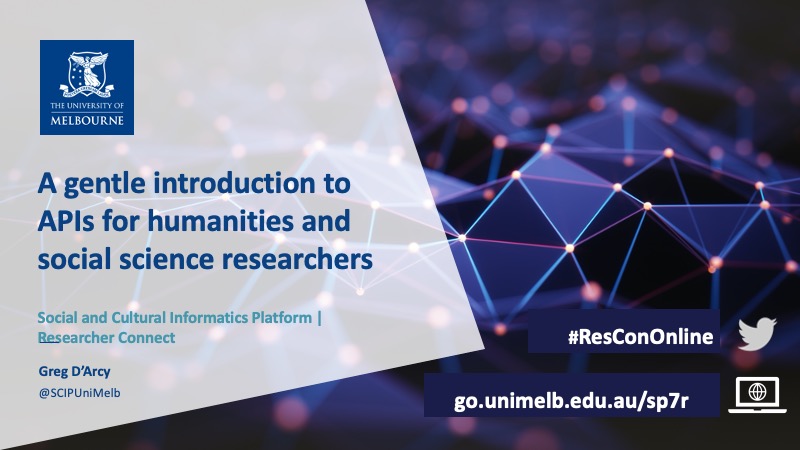 THE UNIVERSITY OF
MELBOURNE
A gentle introduction to
APIs for humanities and
social science researchers
Social and Cultural Informatics Platform |
Researcher Connect
Greg D’Arcy
@SCIPUniMelb
#ResConOnline
go.unimelb.edu.au/sp7r